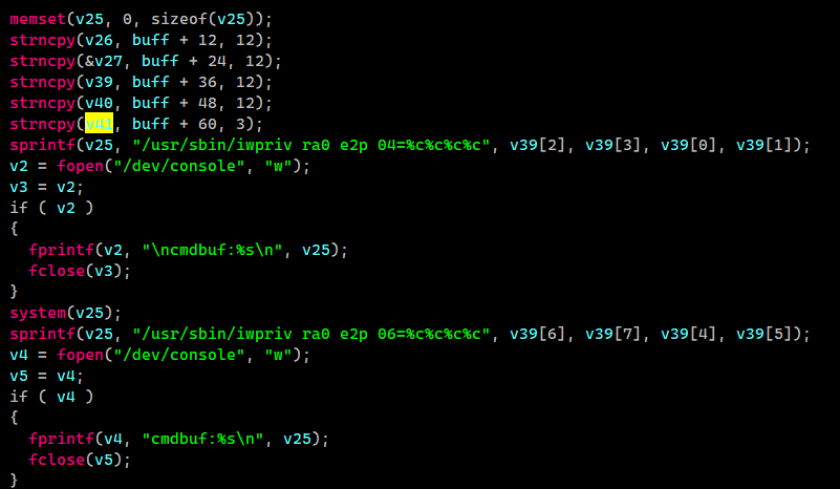 memset(v25, 0, sizeof(v25));
strncpy(v26, buff + 12, 12);
strncpy(&v27, buff + 24, 12);
strncpy(v39, buff + 36, 12);
strncpy(v40, buff + 48, 12);
strncpy(v41, buff + 60, 3);
sprintf(v25, "/usr/sbin/iwpriv ra0 e2p 04=%c%c%c%c", v39[2], v39[3], v39[0], v39[1]);
v2 = fopen("/dev/console", "w");
v3 = v2;
if ( v2 )
{
  fprintf(v2, "\ncmdbuf:%s\n", v25);
  fclose(v3);
}
system(v25);
sprintf(v25, "/usr/sbin/iwpriv ra0 e2p 06=%c%c%c%c", v39[6], v39[7], v39[4], v39[5]);
v4 = fopen("/dev/console", "w");
v5 = v4;
if ( v4 )
{
  fprintf(v4, "cmdbuf:%s\n", v25);
  fclose(v5);
}